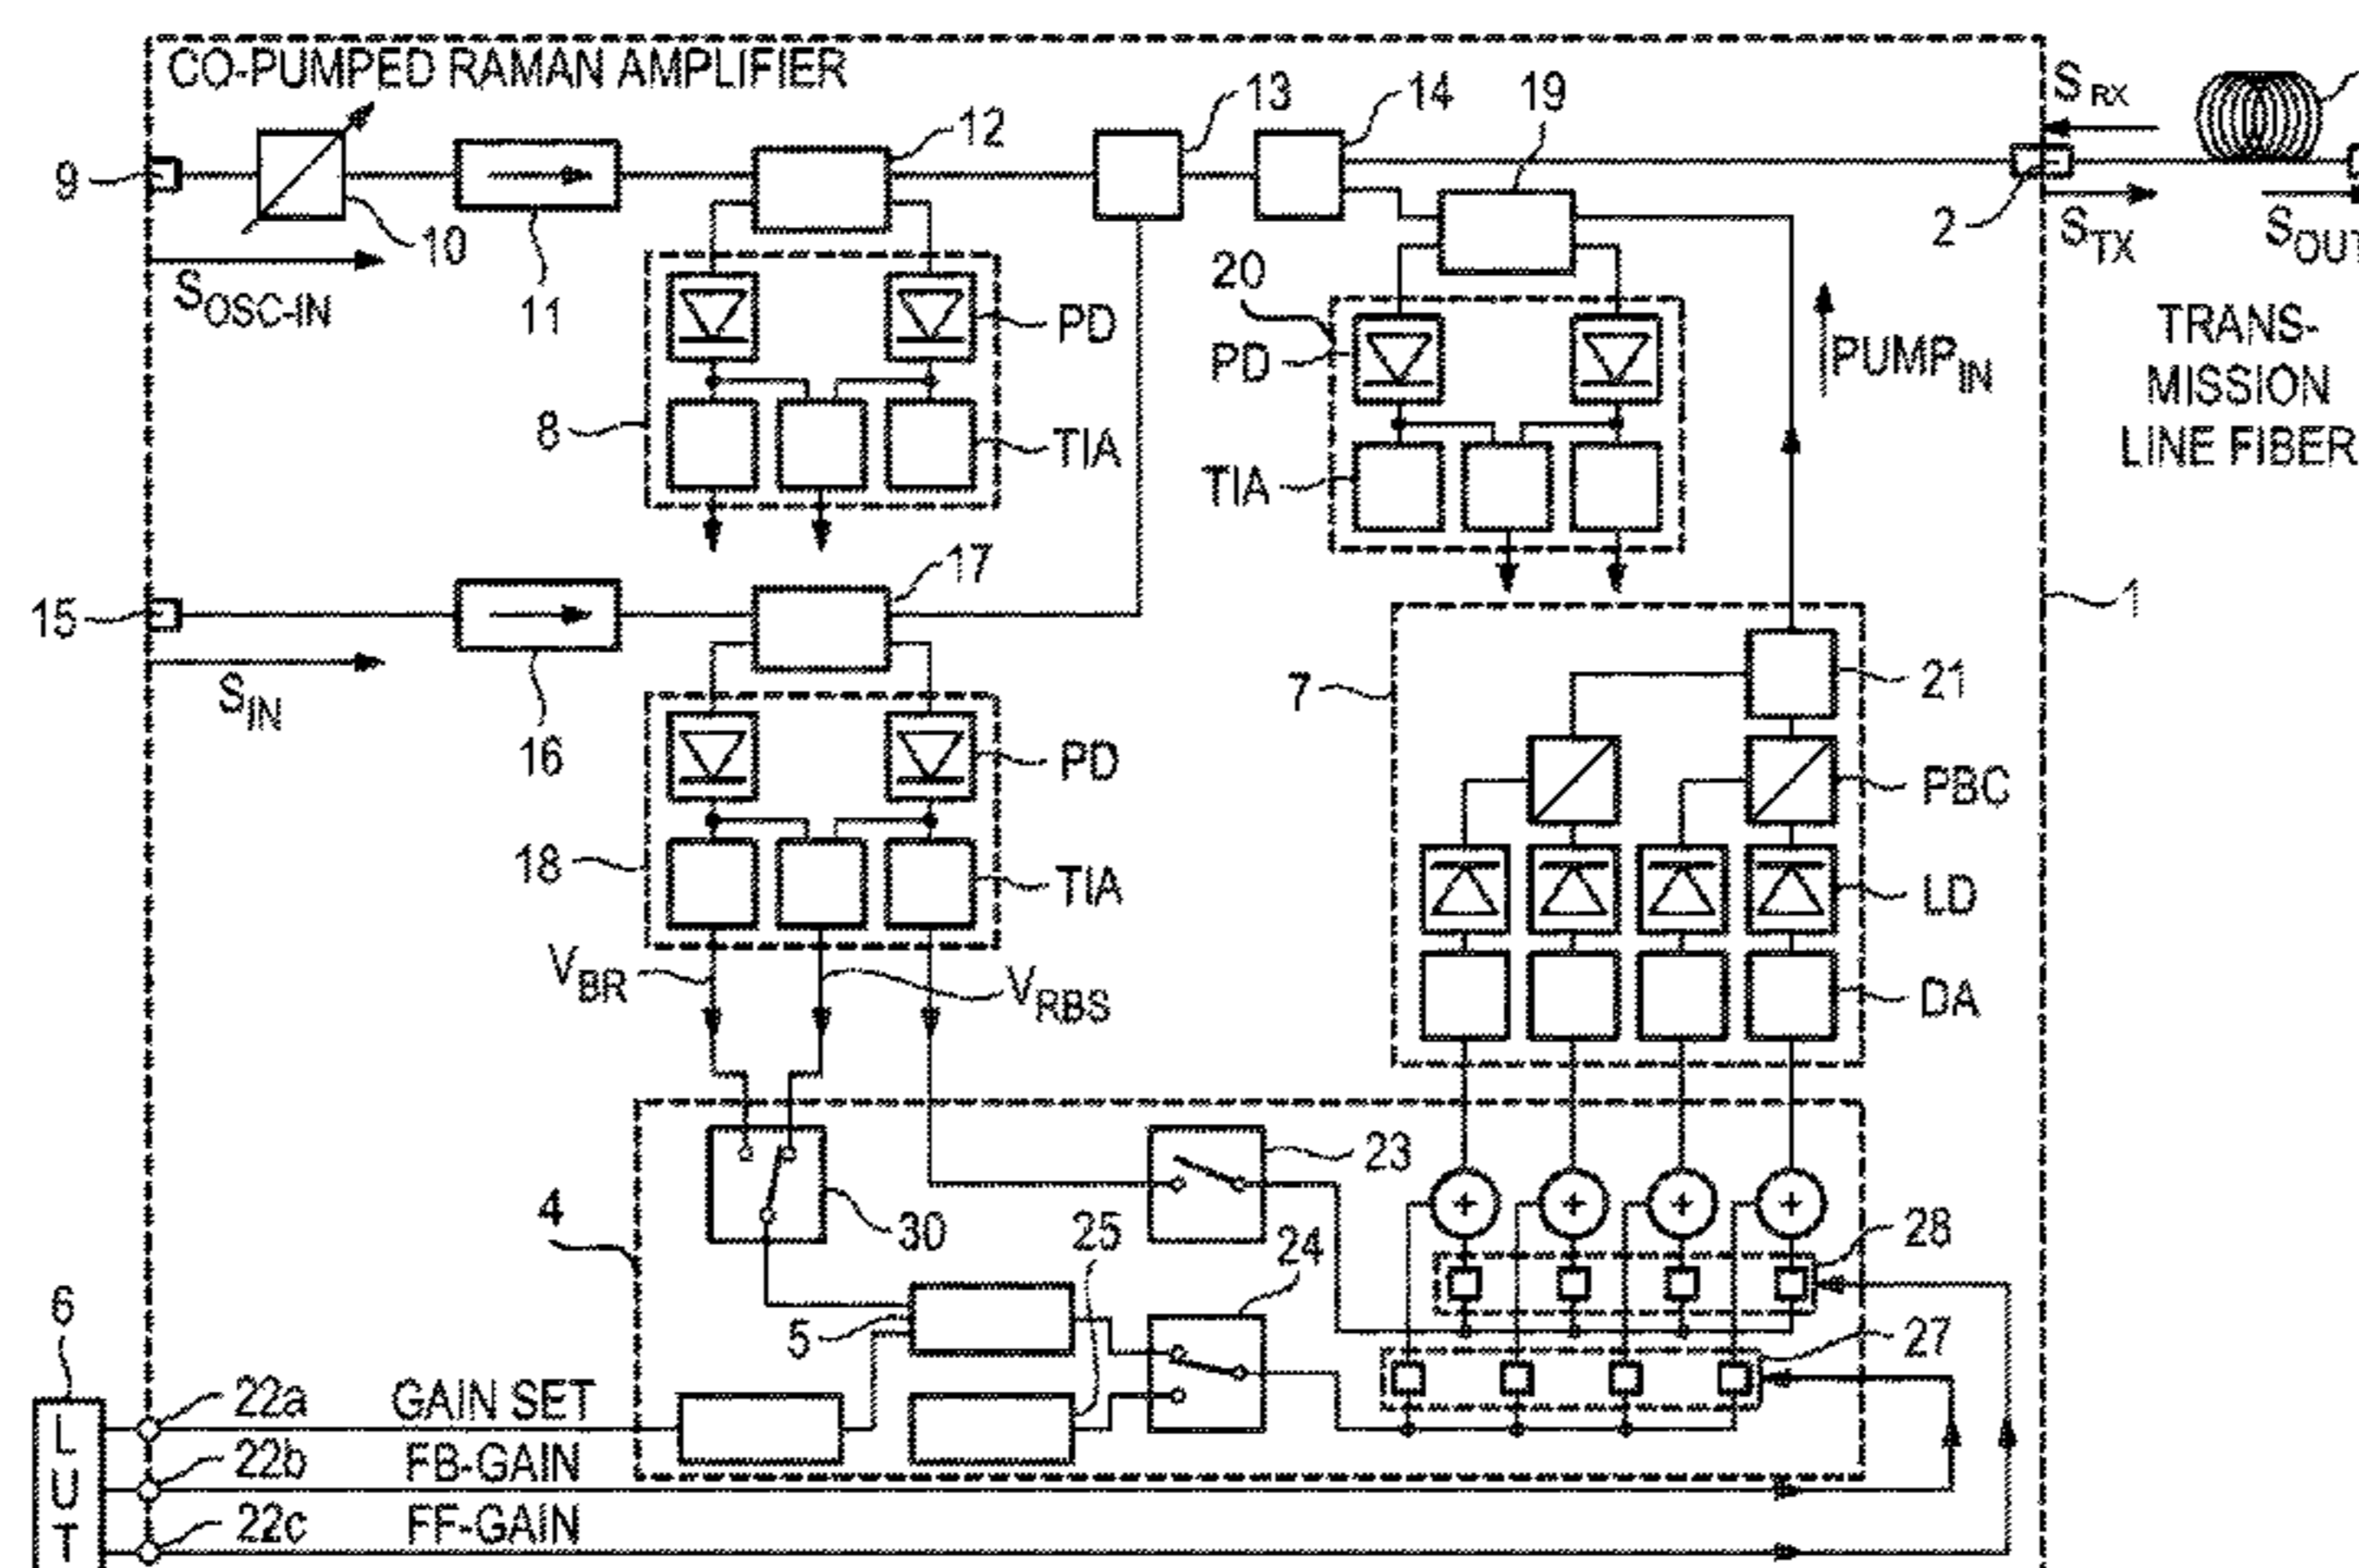 CO-PUMPED RAMAN AMPLIFIER
13
14
19
S RX
12
9
10
2
S TX
S OUT
S OSC-IN
11
20
PD
PD
PUMP IN
TRANS-
MISSION
LINE FIBER
8
TIA
TIA
17
15
1
S IN
16
7
21
PD
PBC
18
TIA
LD
V BR
V RBS
DA
23
4
30
25
24
28
6
5
27
22a
GAIN SET
LUT
22b
FB-GAIN
22c
FF-GAIN
+ + + +